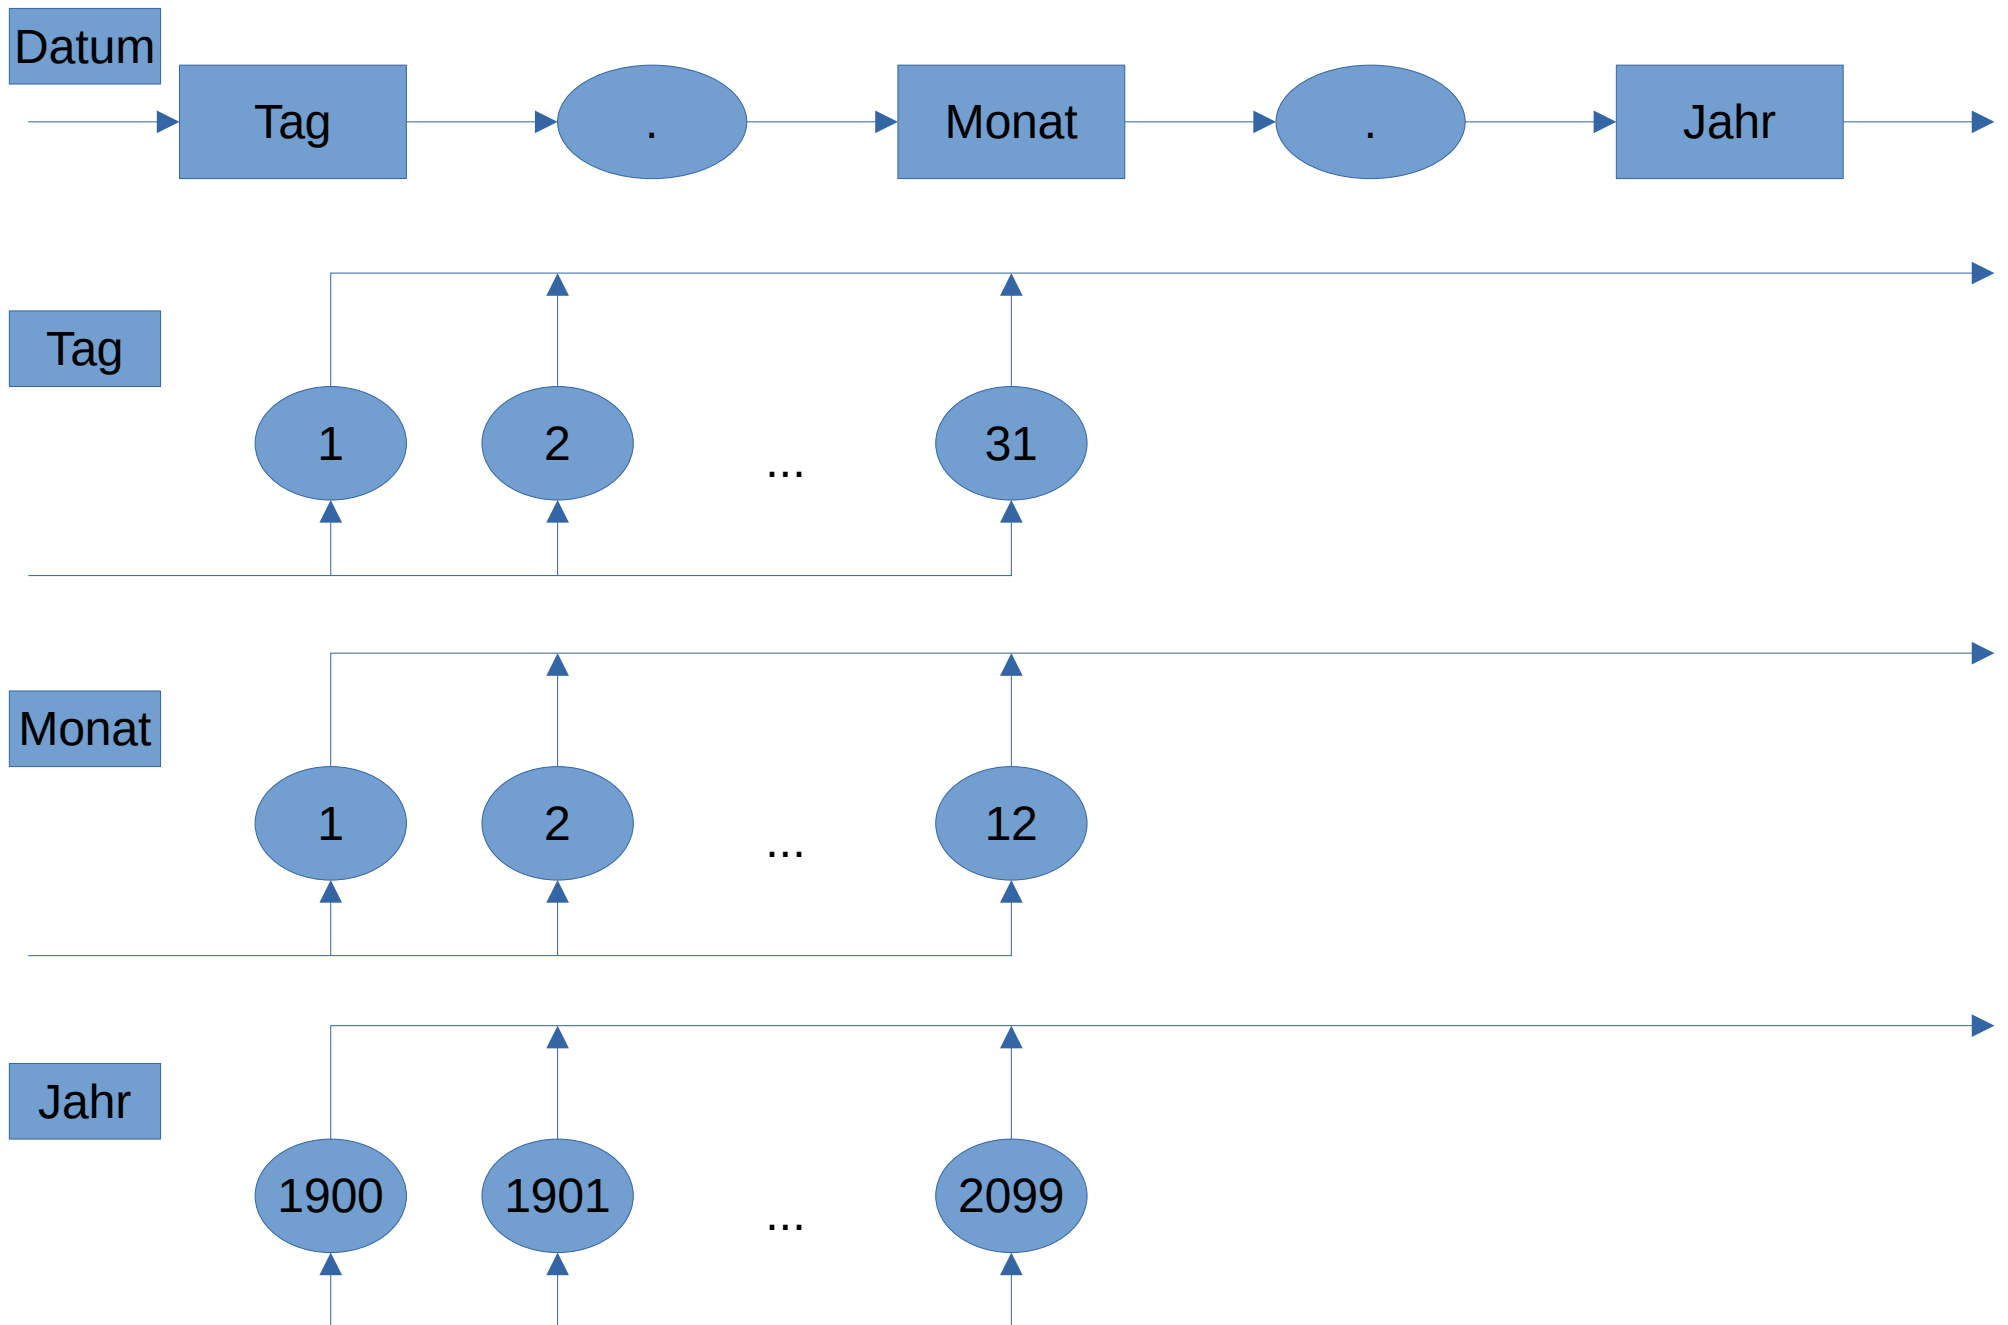 Datum
Tag . Monat . Jahr
Tag
1 2 ... 31
Monat
1 2 ... 12
Jahr
1900 1901 ... 2099